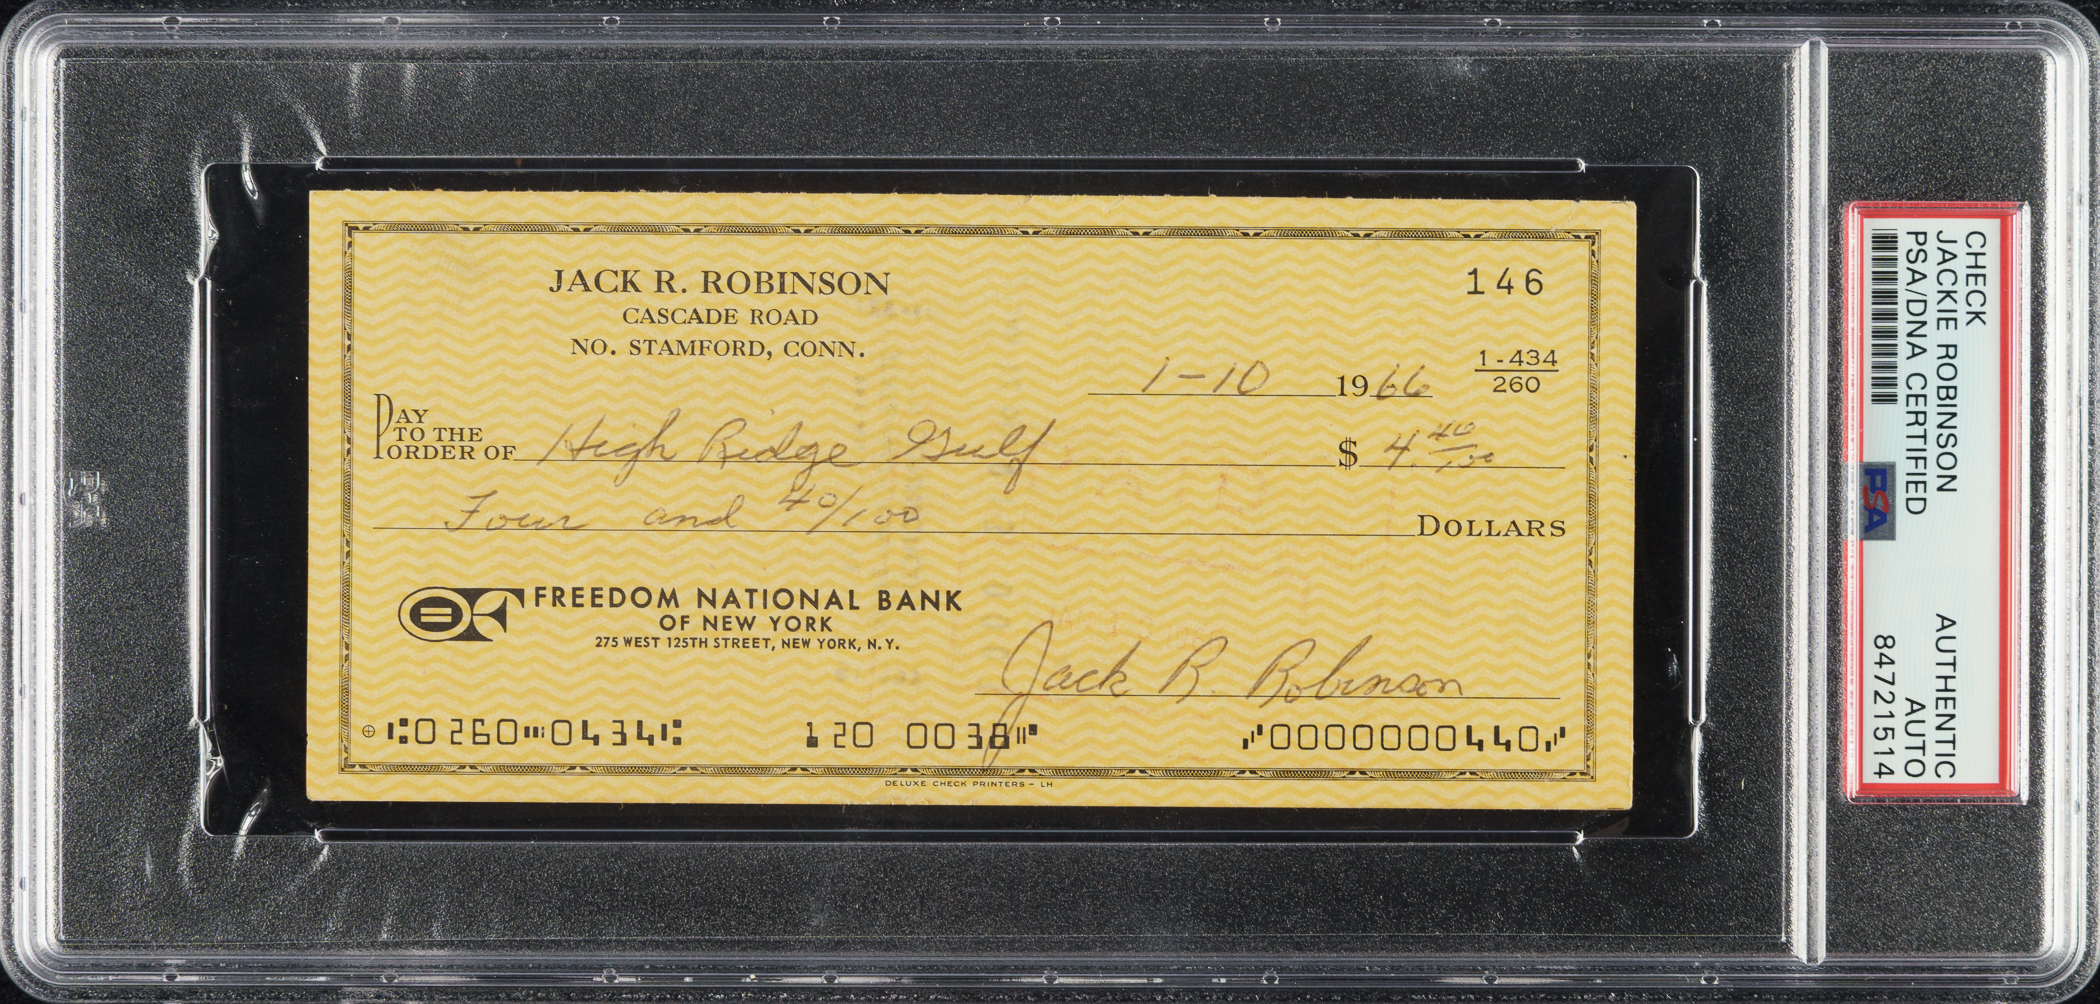 JACK R. ROBINSON
CASCADE ROAD
NO. STAMFORD, CONN.
146
1-10 1966
1-434
260
PAY TO THE ORDER OF High Ridge Gulf $ 4.40/100
Four and 40/100 DOLLARS
FREEDOM NATIONAL BANK
OF NEW YORK
275 WEST 125TH STREET, NEW YORK, N.Y.
Jack R. Robinson
⑆0260⑉0434⑆ 120 0038⑈ ⑇0000000440⑇
DELUXE CHECK PRINTERS - LH
CHECK
JACKIE ROBINSON AUTHENTIC
PSA/DNA CERTIFIED AUTO
84721514
PSA